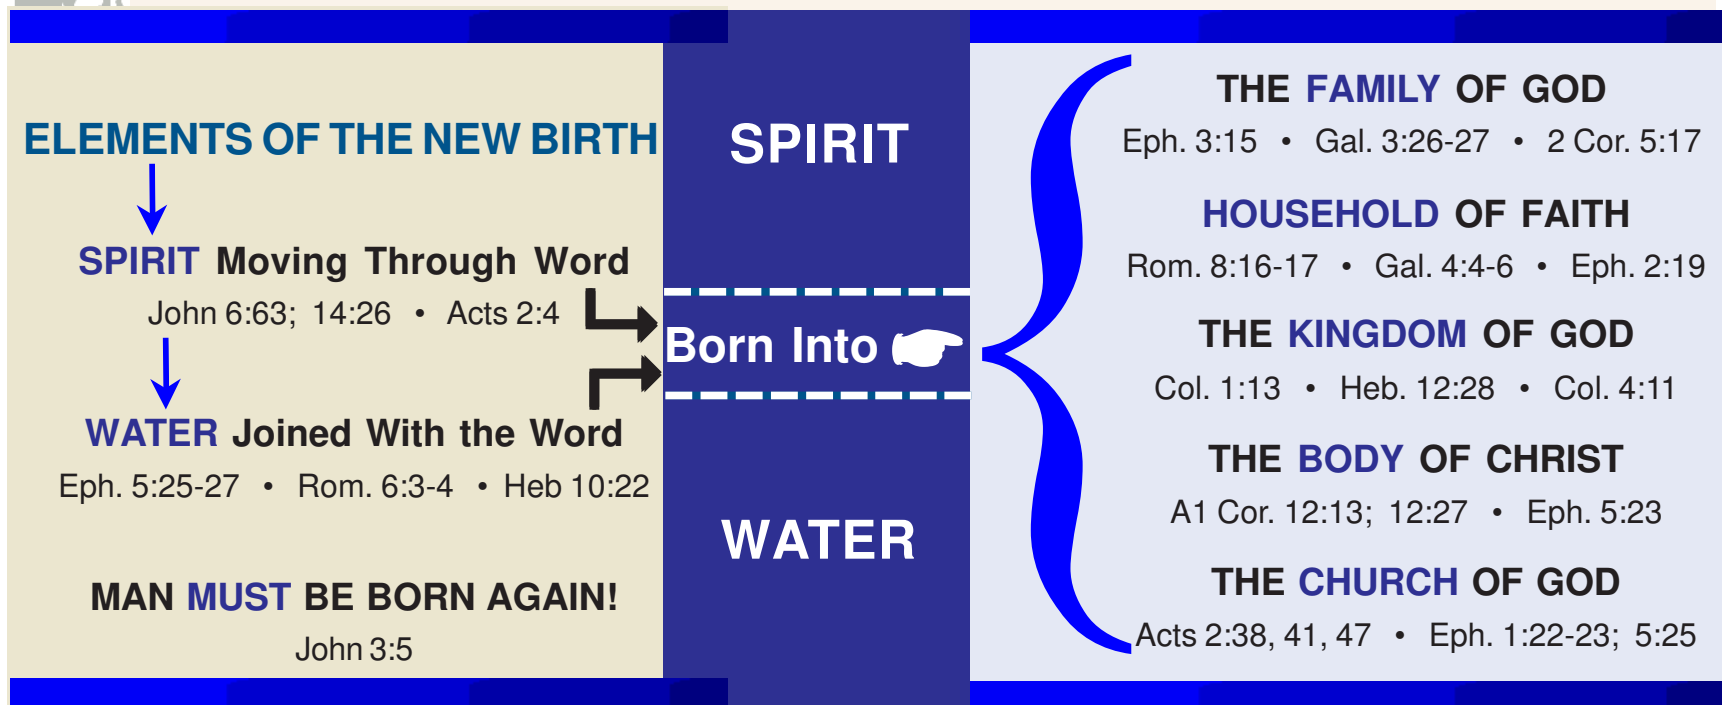 ELEMENTS OF THE NEW BIRTH
SPIRIT Moving Through Word
John 6:63; 14:26 • Acts 2:4
WATER Joined With the Word
Eph. 5:25-27 • Rom. 6:3-4 • Heb 10:22
MAN MUST BE BORN AGAIN!
John 3:5
SPIRIT
Born Into
WATER
THE FAMILY OF GOD
Eph. 3:15 • Gal. 3:26-27 • 2 Cor. 5:17
HOUSEHOLD OF FAITH
Rom. 8:16-17 • Gal. 4:4-6 • Eph. 2:19
THE KINGDOM OF GOD
Col. 1:13 • Heb. 12:28 • Col. 4:11
THE BODY OF CHRIST
A1 Cor. 12:13; 12:27 • Eph. 5:23
THE CHURCH OF GOD
Acts 2:38, 41, 47 • Eph. 1:22-23; 5:25